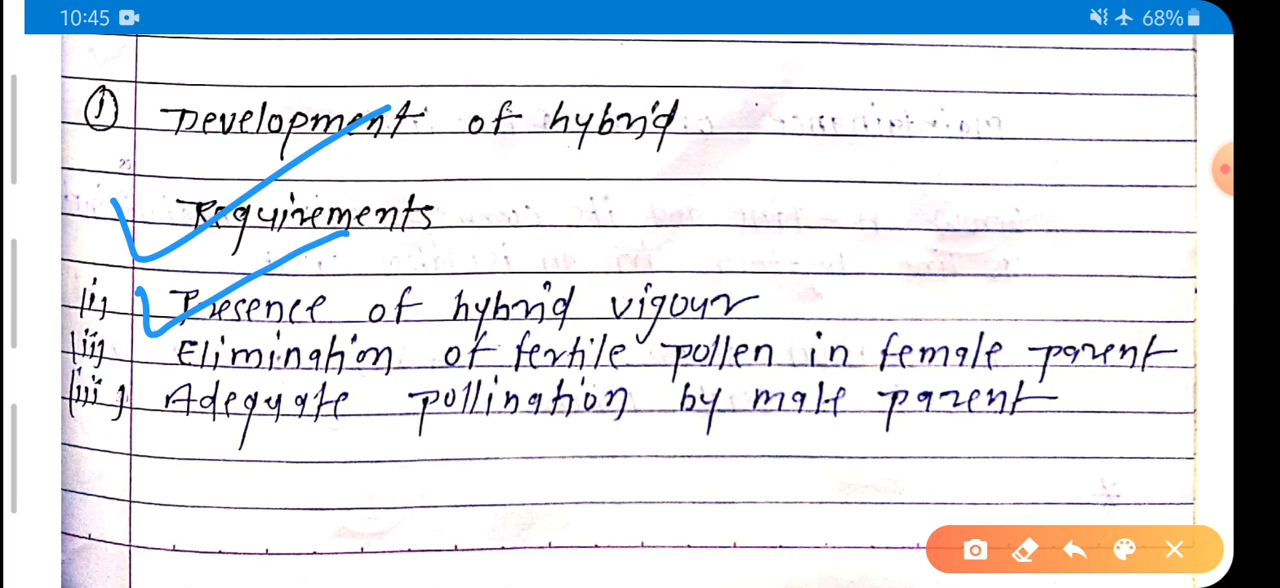 10:45 68%
① Development of hybrid
Requirements
(i) Presence of hybrid vigour
(ii) Elimination of fertile pollen in female parent
(iii) Adequate pollination by male parent